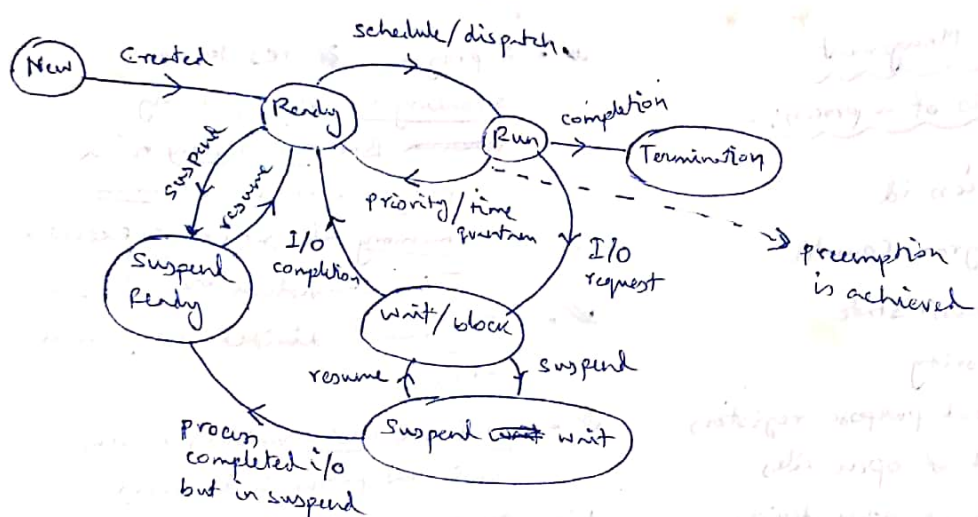 schedule/dispatch.
New
Created
Ready
Run
completion
Termination
suspend
resume
priority/time
quantum
I/O
completion
I/O
request
preemption
is achieved
Suspend
Ready
wait/block
resume
suspend
Suspend wait
process
completed i/o
but in suspend